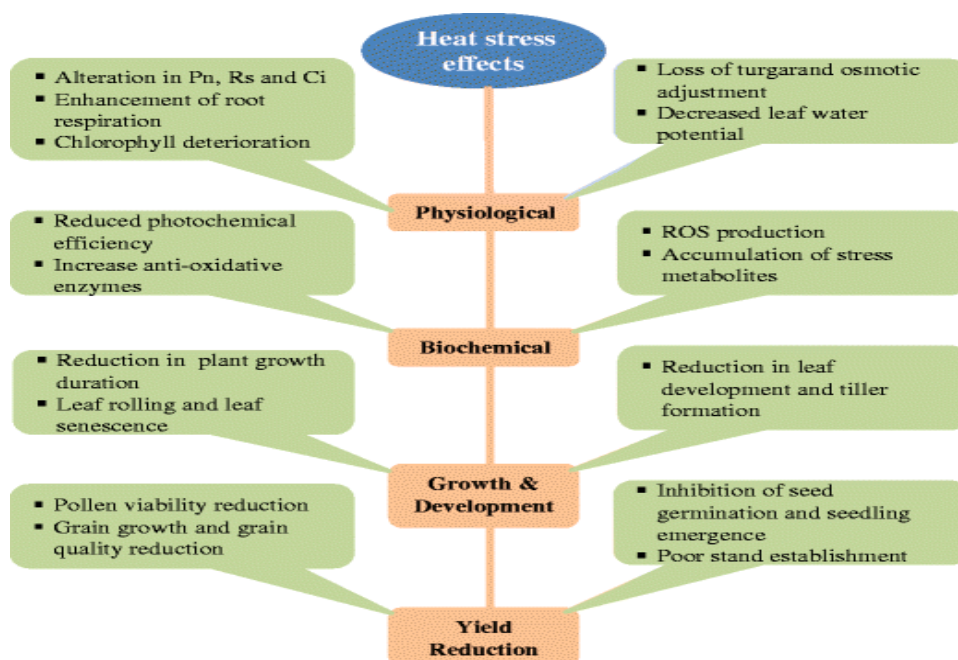 Heat stress
effects
▪ Alteration in Pn, Rs and Ci
▪ Enhancement of root
respiration
▪ Chlorophyll deterioration
▪ Loss of turgarand osmotic
adjustment
▪ Decreased leaf water
potential
Physiological
▪ Reduced photochemical
efficiency
▪ Increase anti-oxidative
enzymes
▪ ROS production
▪ Accumulation of stress
metabolites
Biochemical
▪ Reduction in plant growth
duration
▪ Leaf rolling and leaf
senescence
▪ Reduction in leaf
development and tiller
formation
Growth &
Development
▪ Pollen viability reduction
▪ Grain growth and grain
quality reduction
▪ Inhibition of seed
germination and seedling
emergence
▪ Poor stand establishment
Yield
Reduction